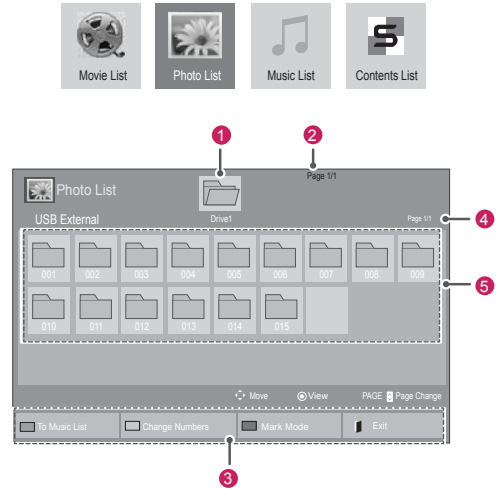 Movie List
Photo List
Music List
Contents List
S
1
2
Page 1/1
Photo List
USB External
Drive1
Page 1/1
4
001
002
003
004
005
006
007
008
009
5
010
011
012
013
014
015
Move
View
PAGE
Page Change
To Music List
Change Numbers
Mark Mode
Exit
3